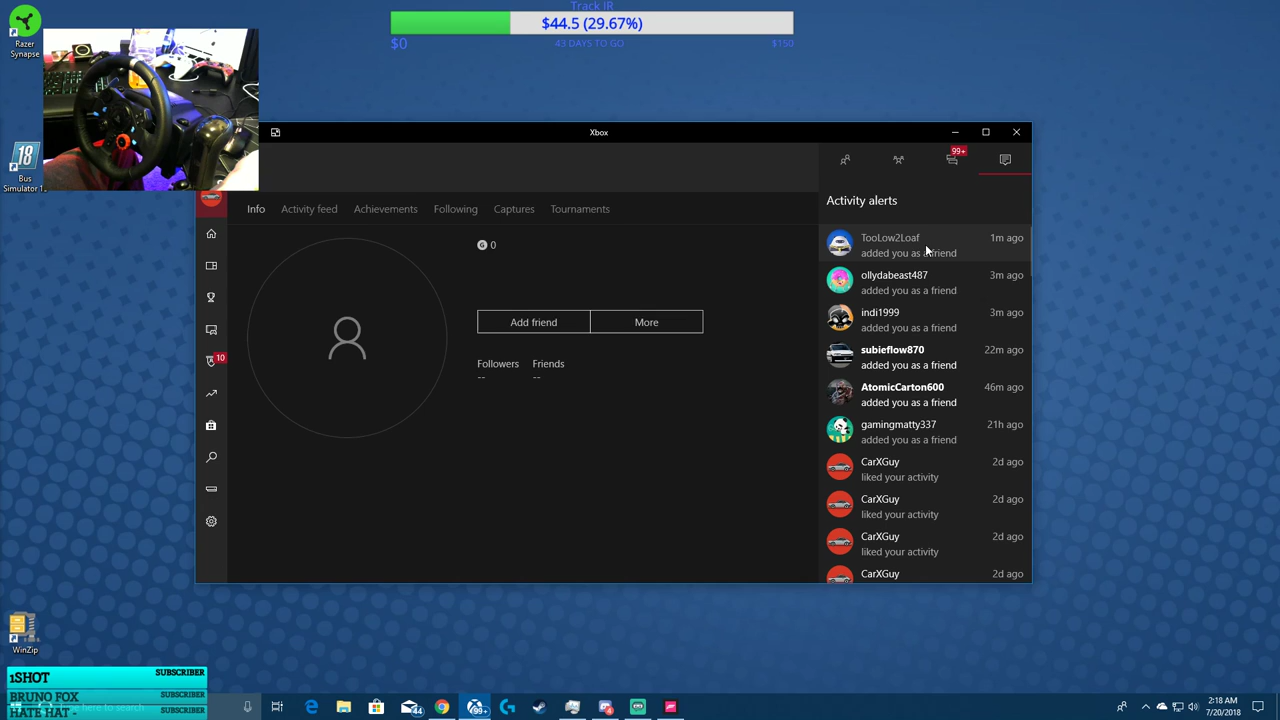 Track IR
$44.5 (29.67%)
$0
43 DAYS TO GO
$150
Razer
Synapse
18
Bus
Simulator 1
Xbox
99+
Info
Activity feed
Achievements
Following
Captures
Tournaments
G 0
Add friend
More
Followers
Friends
--
--
10
Activity alerts
TooLow2Loaf
1m ago
added you as a friend
ollydabeast487
3m ago
added you as a friend
indi1999
3m ago
added you as a friend
subieflow870
22m ago
added you as a friend
AtomicCarton600
46m ago
added you as a friend
gamingmatty337
21h ago
added you as a friend
CarXGuy
2d ago
liked your activity
CarXGuy
2d ago
liked your activity
CarXGuy
2d ago
liked your activity
CarXGuy
2d ago
WinZip
1SHOT
SUBSCRIBER
BRUNO FOX
SUBSCRIBER
HATE HAT -
SUBSCRIBER
here to search
99+
2:18 AM
7/20/2018